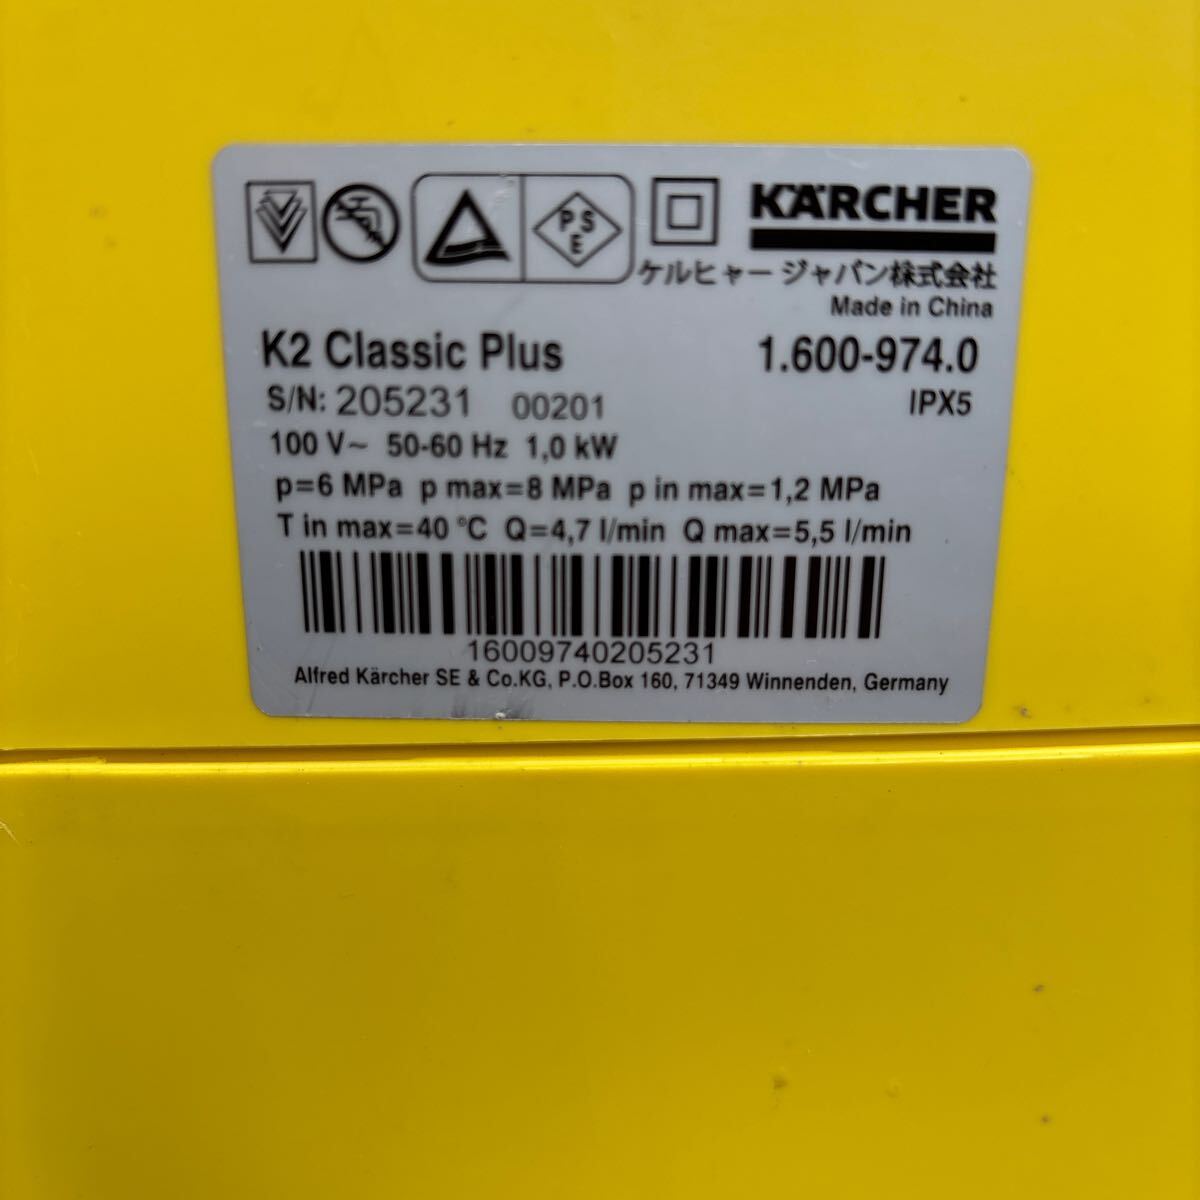 PSE
KÄRCHER
ケルヒャー ジャパン株式会社
Made in China
K2 Classic Plus 1.600-974.0
S/N: 205231 00201 IPX5
100 V~ 50-60 Hz 1,0 kW
p=6 MPa p max=8 MPa p in max=1,2 MPa
T in max=40 °C Q=4,7 l/min Q max=5,5 l/min
16009740205231
Alfred Kärcher SE & Co.KG, P.O.Box 160, 71349 Winnenden, Germany